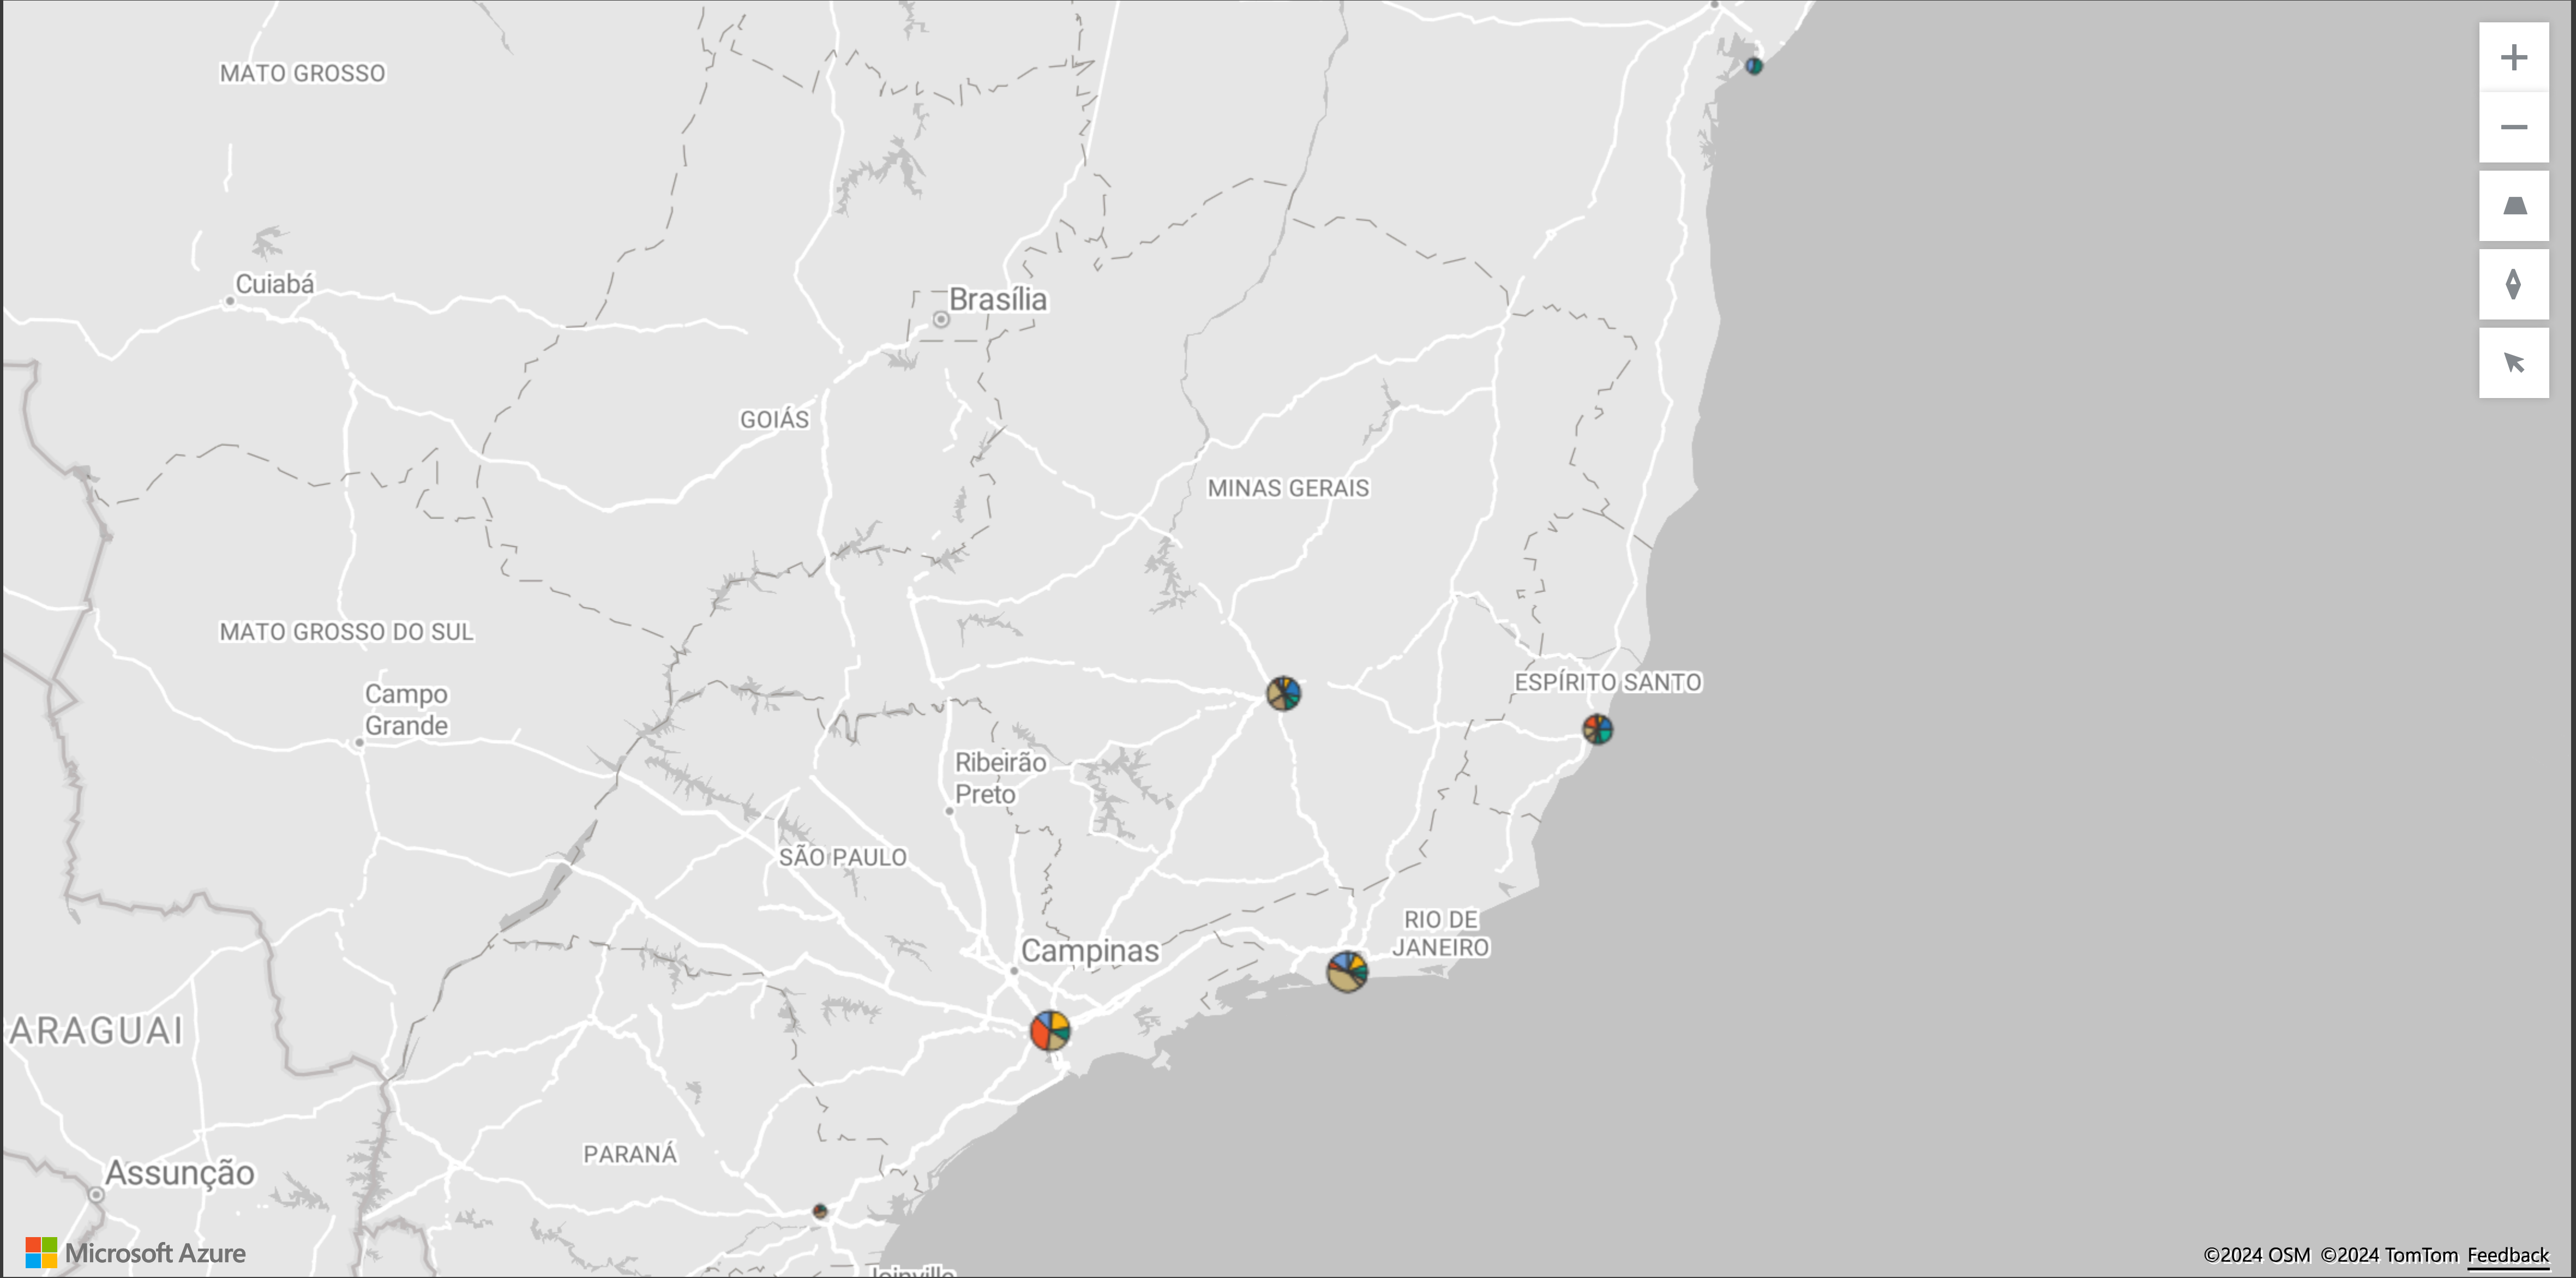 MATO GROSSO
Cuiabá
Brasília
GOIÁS
MINAS GERAIS
MATO GROSSO DO SUL
ESPÍRITO SANTO
Campo
Grande
Ribeirão
Preto
SÃO PAULO
RIO DE
JANEIRO
Campinas
ARAGUAI
PARANÁ
Assunção
Microsoft Azure
©2024 OSM ©2024 TomTom Feedback
Joinville